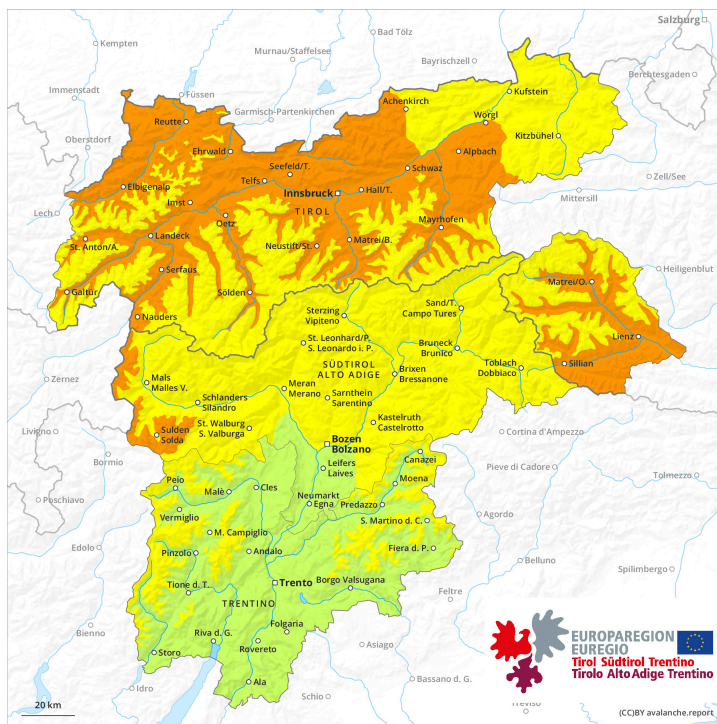 Salzburg
Kempten
Bad Tölz
Murnau/Staffelsee
Bayrischzell
Berchtesgaden
Immenstadt
Füssen
Achenkirch
Kufstein
Garmisch-Partenkirchen
Reutte
Wörgl
Oberstdorf
Ehrwald
Kitzbühel
Seefeld/T.
Alpbach
Schwaz
Zell/See
Elbigenalp
Telfs
Innsbruck
Hall/T.
Mittersill
Lech
Imst
TIROL
Oetz
Mayrhofen
St. Anton/A.
Landeck
Neustift/St.
Matrei/B.
Serfaus
Heiligenblut
Galtür
Sölden
Matrei/O.
Nauders
Sterzing
Vipiteno
Sand/T.
Campo Tures
Lienz
St. Leonhard/P.
S. Leonardo i. P.
Bruneck
Brunico
SÜDTIROL
ALTO ADIGE
Toblach
Dobbiaco
Sillian
Zernez
Mals
Malles V.
Meran
Merano
Brixen
Bressanone
Schlanders
Silandro
Sarnthein
Sarentino
Livigno
St. Walburg
S. Valburga
Kastelruth
Castelrotto
Sulden
Solda
Bozen
Bolzano
Cortina d'Ampezzo
Bormio
Canazei
Leifers
Laives
Pieve di Cadore
Tolmezzo
Poschiavo
Peio
Malè
Cles
Moena
Neumarkt
Egna
Predazzo
Vermiglio
Agordo
S. Martino d. C.
M. Campiglio
Edolo
Pinzolo
Andalo
Fiera d. P.
Belluno
Spilimbergo
Tione d. T.
Trento
Borgo Valsugana
Feltre
TRENTINO
Bienno
Folgaria
Riva d. G.
Rovereto
Asiago
Storo
Ala
Bassano d. G.
Idro
Schio
Treviso
EUROPAREGION
EUREGIO
Tirol Südtirol Trentino
Tirolo Alto Adige Trentino
20 km
(CC)BY avalanche.report